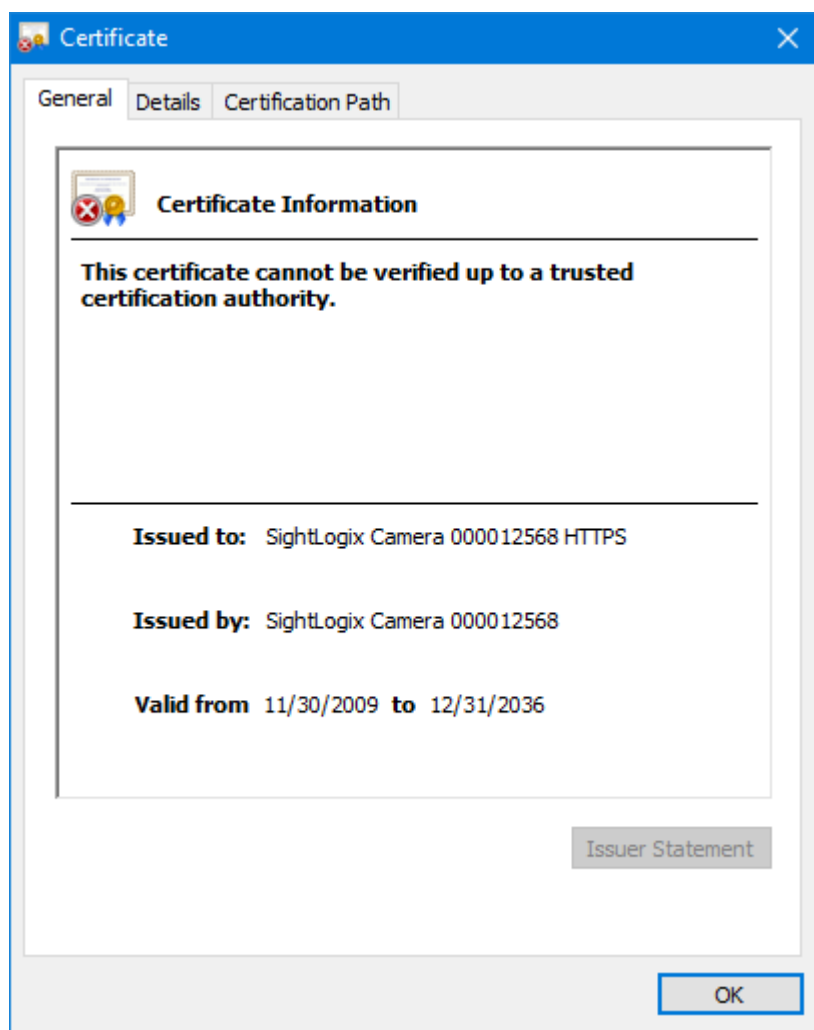 Certificate
General Details Certification Path
Certificate Information
This certificate cannot be verified up to a trusted
certification authority.
Issued to: SightLogix Camera 000012568 HTTPS
Issued by: SightLogix Camera 000012568
Valid from 11/30/2009 to 12/31/2036
Issuer Statement
OK